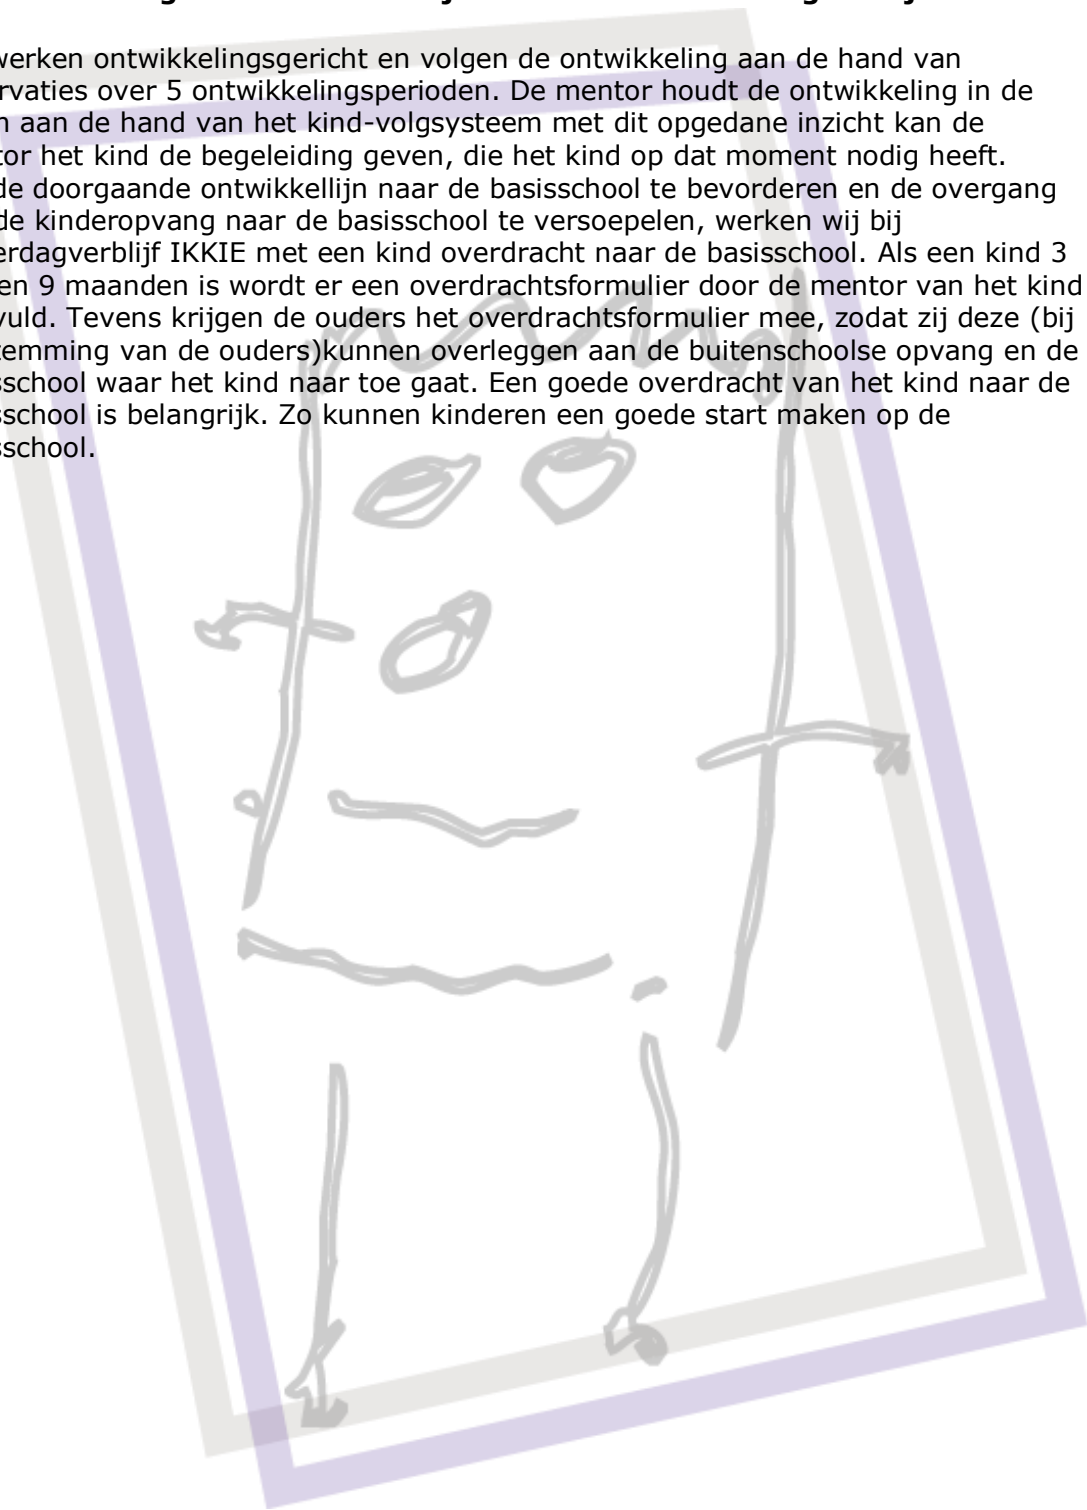 werken ontwikkelingsgericht en volgen de ontwikkeling aan de hand van
rvaties over 5 ontwikkelingsperioden. De mentor houdt de ontwikkeling in de
n aan de hand van het kind-volgsysteem met dit opgedane inzicht kan de
tor het kind de begeleiding geven, die het kind op dat moment nodig heeft.
de doorgaande ontwikkellijn naar de basisschool te bevorderen en de overgang
de kinderopvang naar de basisschool te versoepelen, werken wij bij
erdagverblijf IKKIE met een kind overdracht naar de basisschool. Als een kind 3
en 9 maanden is wordt er een overdrachtsformulier door de mentor van het kind
vuld. Tevens krijgen de ouders het overdrachtsformulier mee, zodat zij deze (bij
temming van de ouders)kunnen overleggen aan de buitenschoolse opvang en de
sschool waar het kind naar toe gaat. Een goede overdracht van het kind naar de
sschool is belangrijk. Zo kunnen kinderen een goede start maken op de
sschool.